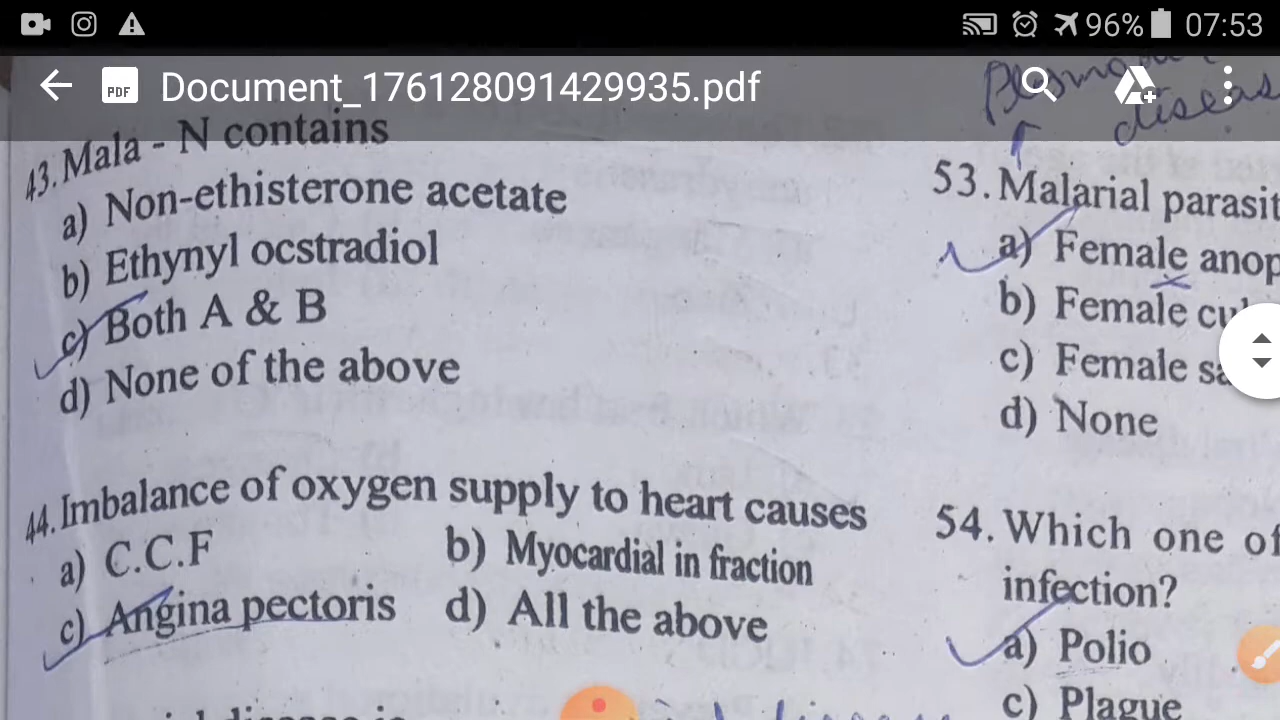 96% 07:53
Document_176128091429935.pdf
diseas
43. Mala - N contains
a) Non-ethisterone acetate
b) Ethynyl ocstradiol
c) Both A & B
d) None of the above
44. Imbalance of oxygen supply to heart causes
a) C.C.F
b) Myocardial in fraction
c) Angina pectoris
d) All the above
53. Malarial parasit
a) Female anop
b) Female cu
c) Female sa
d) None
54. Which one of
infection?
a) Polio
c) Plague